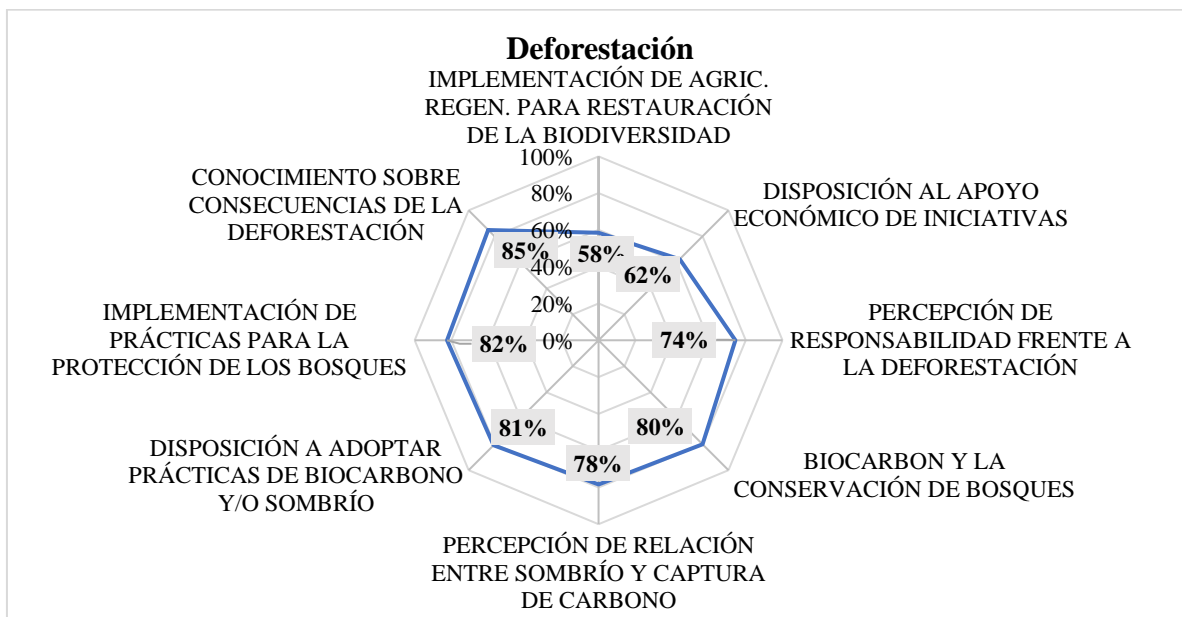 Deforestación
IMPLEMENTACIÓN DE AGRIC.
REGEN. PARA RESTAURACIÓN
DE LA BIODIVERSIDAD
100%
80%
60%
40%
20%
0%
58%
DISPOSICIÓN AL APOYO
ECONÓMICO DE INICIATIVAS
62%
PERCEPCIÓN DE
RESPONSABILIDAD FRENTE A
LA DEFORESTACIÓN
74%
BIOCARBON Y LA
CONSERVACIÓN DE BOSQUES
80%
PERCEPCIÓN DE RELACIÓN
ENTRE SOMBRÍO Y CAPTURA
DE CARBONO
78%
DISPOSICIÓN A ADOPTAR
PRÁCTICAS DE BIOCARBONO
Y/O SOMBRÍO
81%
IMPLEMENTACIÓN DE
PRÁCTICAS PARA LA
PROTECCIÓN DE LOS BOSQUES
82%
CONOCIMIENTO SOBRE
CONSECUENCIAS DE LA
DEFORESTACIÓN
85%